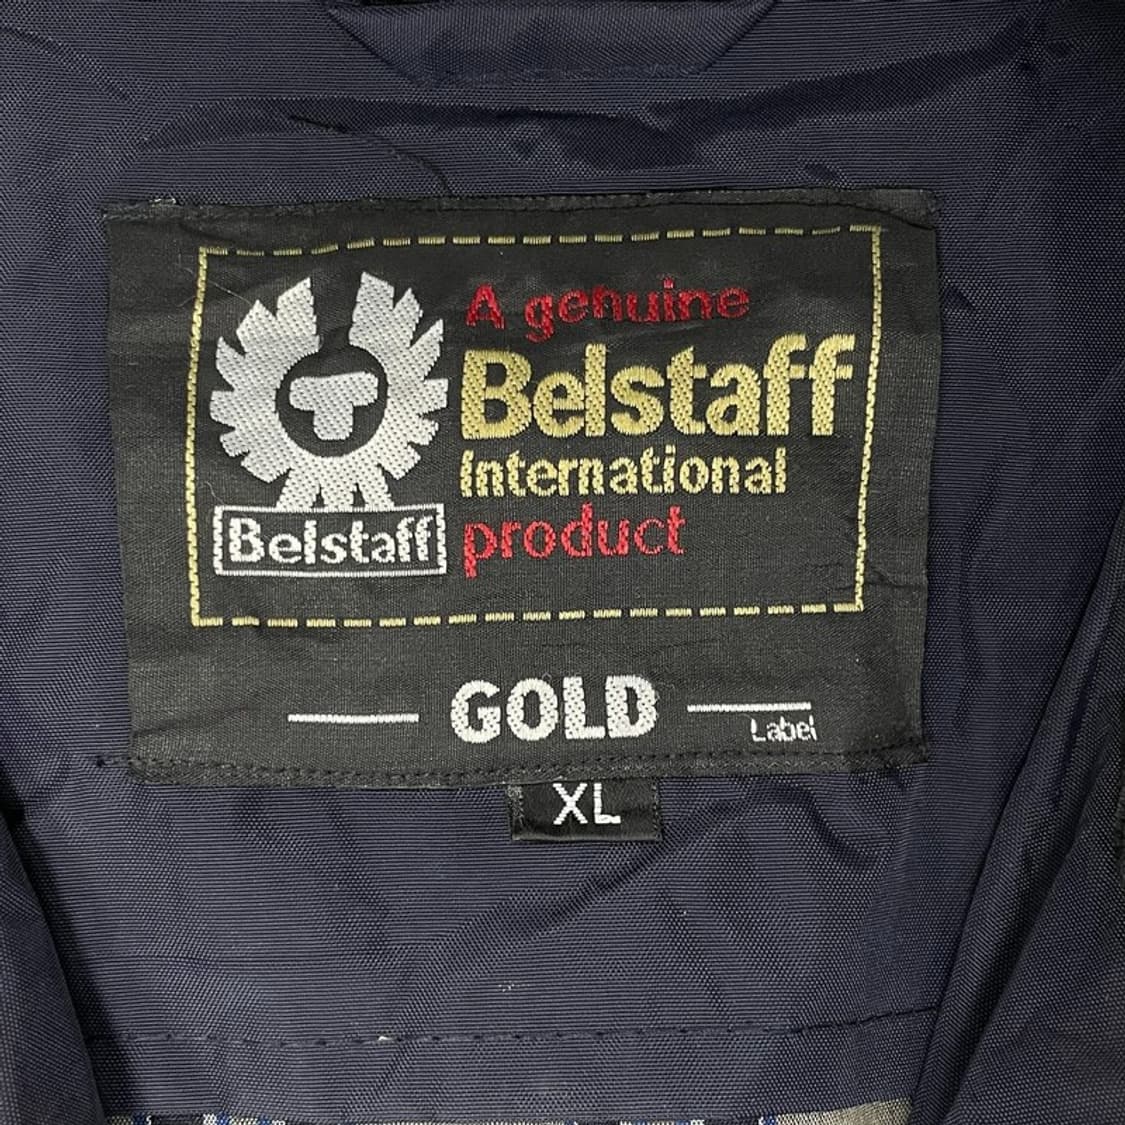 A genuine
Belstaff
International
product
Belstaff
GOLD
Label
XL